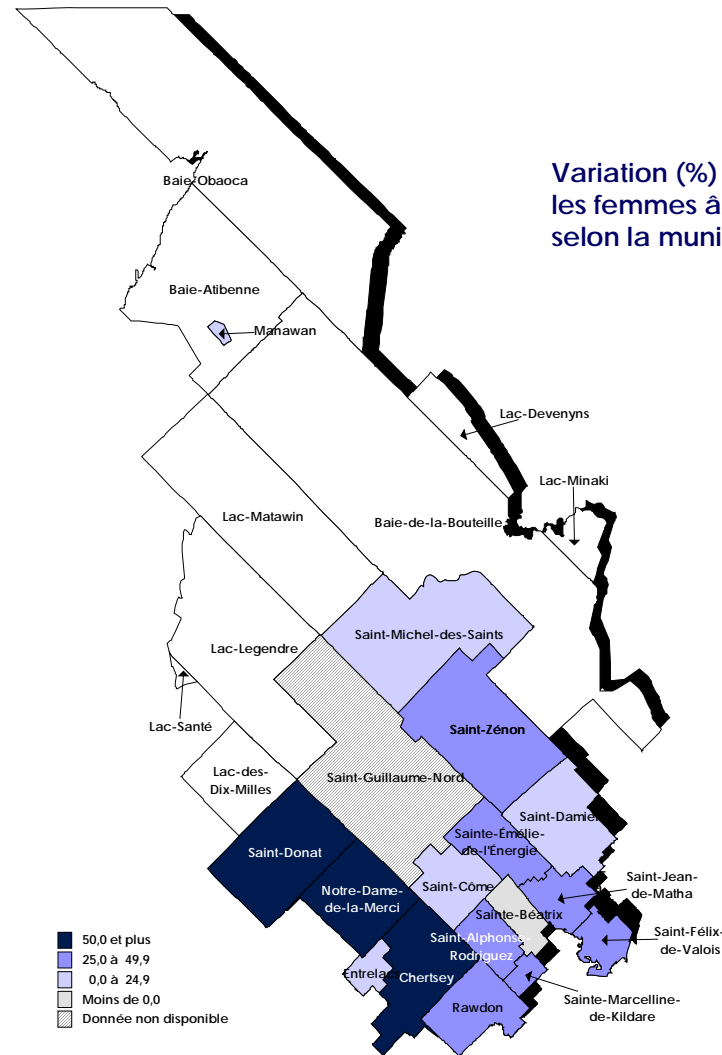 Variation (%)
les femmes â
selon la muni
Baie-Obaoca
Baie-Atibenne
Manawan
Lac-Devenyns
Lac-Minaki
Lac-Matawin
Baie-de-la-Bouteille
Saint-Michel-des-Saints
Lac-Legendre
Lac-Santé
Saint-Zénon
Lac-des-
Dix-Milles
Saint-Guillaume-Nord
Saint-Damien
Sainte-Émélie-
de-l'Énergie
Saint-Donat
Saint-Jean-
de-Matha
Notre-Dame-
de-la-Merci
Saint-Côme
Sainte-Béatrix
Saint-Félix-
de-Valois
Saint-Alphonse-
Rodriguez
Entrelacs
Chertsey
Sainte-Marcelline-
de-Kildare
Rawdon
50,0 et plus
25,0 à 49,9
0,0 à 24,9
Moins de 0,0
Donnée non disponible